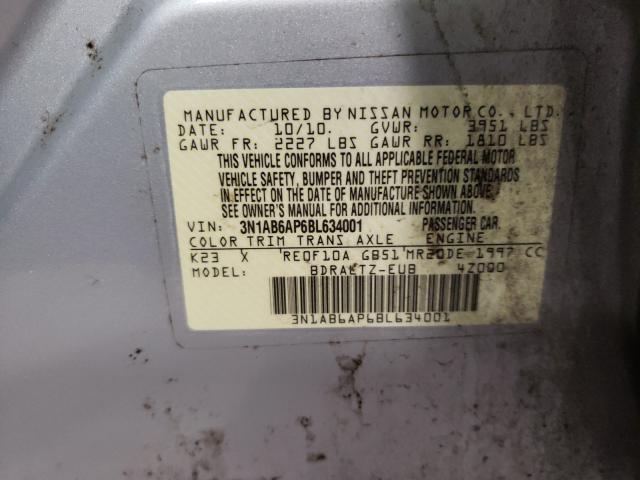 MANUFACTURED BY NISSAN MOTOR CO., LTD.
DATE: 10/10. GVWR: 3951 LBS
GAWR FR: 2227 LBS GAWR RR: 1810 LBS
THIS VEHICLE CONFORMS TO ALL APPLICABLE FEDERAL MOTOR
VEHICLE SAFETY, BUMPER AND THEFT PREVENTION STANDARDS
IN EFFECT ON THE DATE OF MANUFACTURE SHOWN ABOVE.
SEE OWNER'S MANUAL FOR ADDITIONAL INFORMATION.
VIN: 3N1AB6AP6BL634001 PASSENGER CAR.
COLOR TRIM TRANS AXLE ENGINE
K23 X RE0F10A GB51 MR20DE 1997 CC
MODEL: BDRALTZ-EUB 4Z000
3N1AB6AP6BL634001